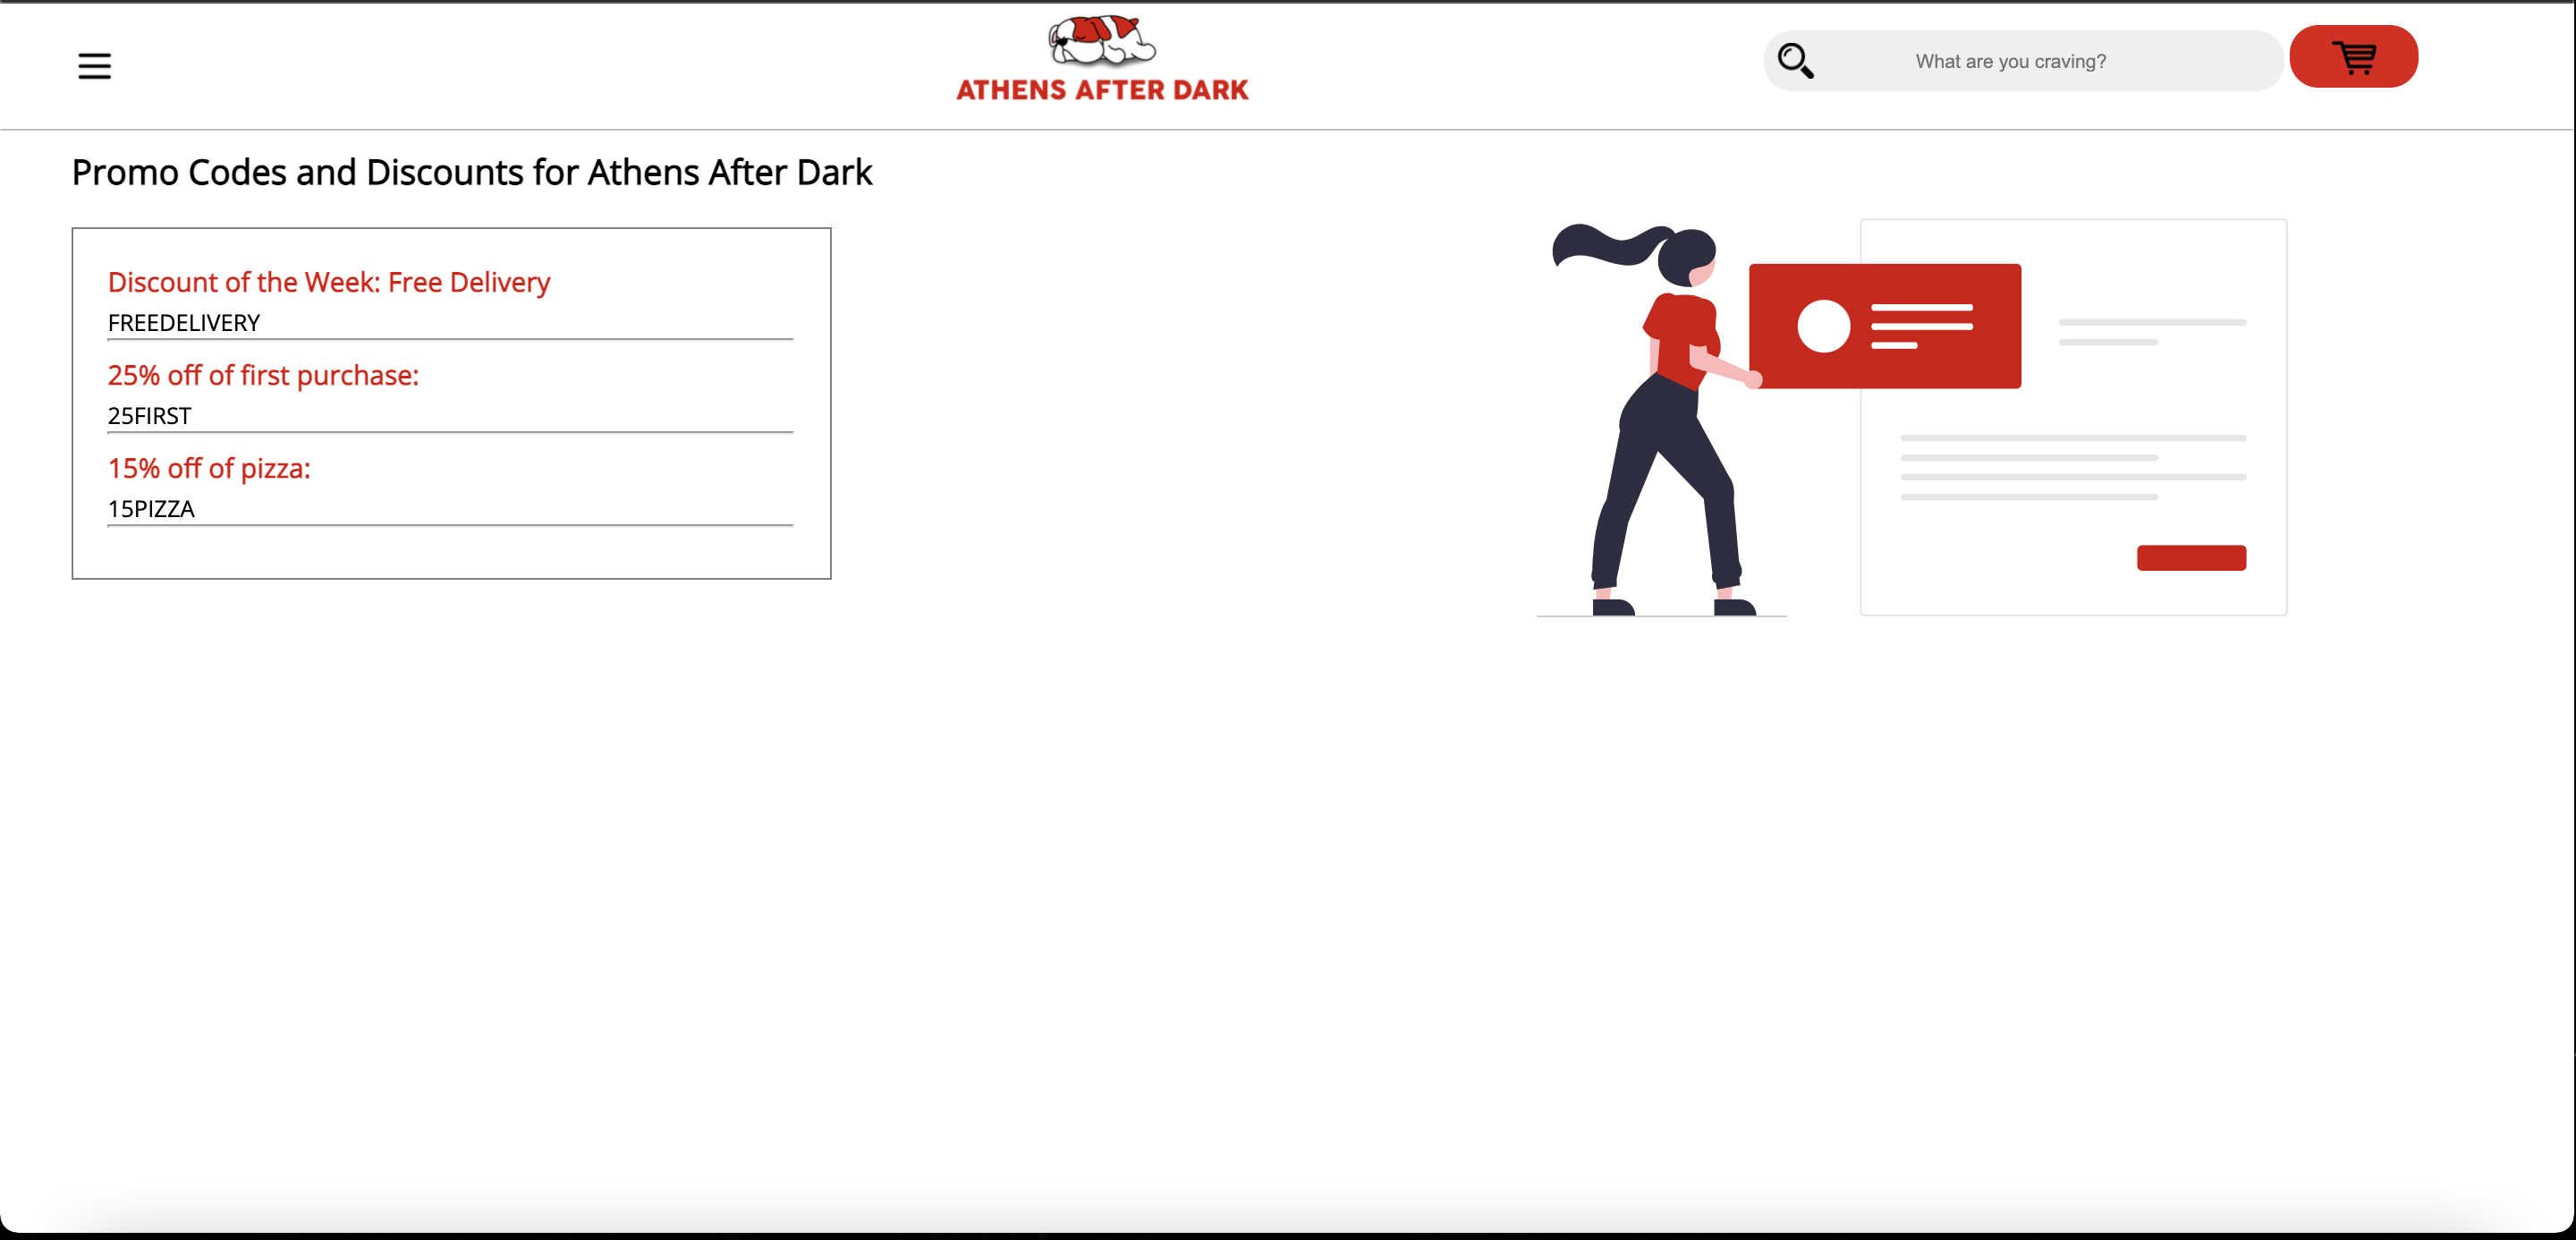 ATHENS AFTER DARK
What are you craving?
Promo Codes and Discounts for Athens After Dark
Discount of the Week: Free Delivery
FREEDELIVERY
25% off of first purchase:
25FIRST
15% off of pizza:
15PIZZA